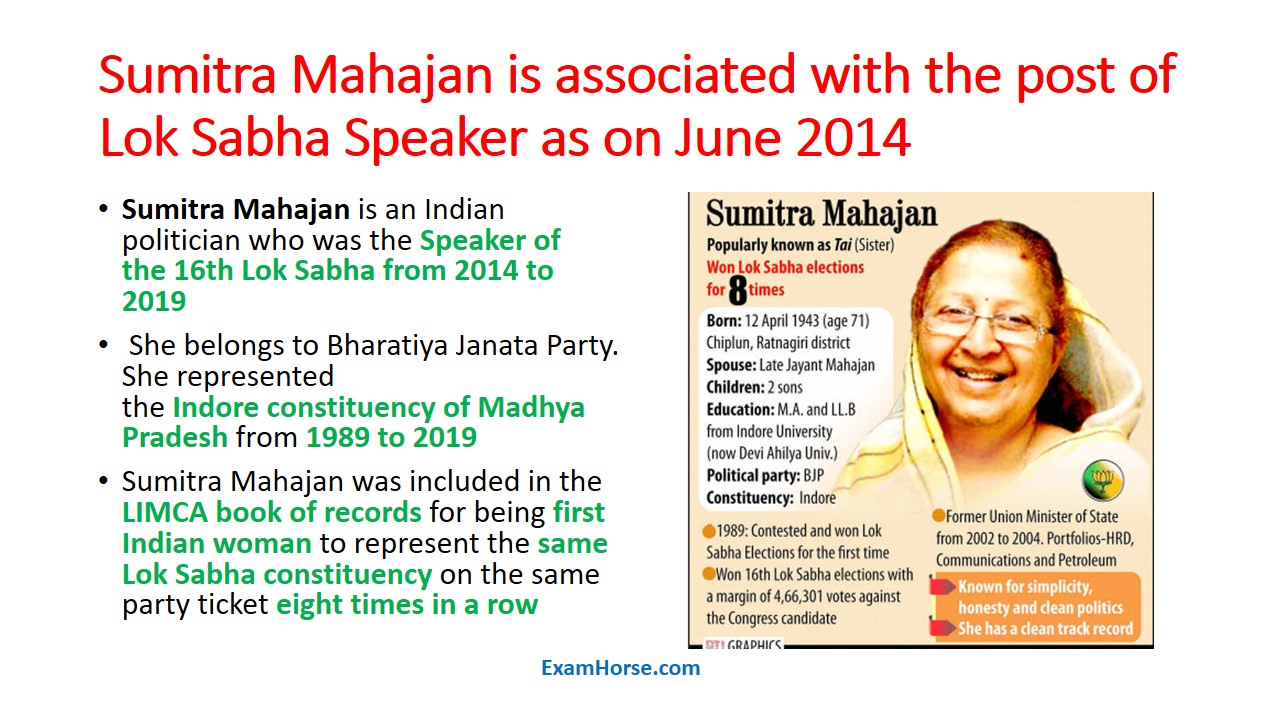 Sumitra Mahajan is associated with the post of
Lok Sabha Speaker as on June 2014
• Sumitra Mahajan is an Indian
politician who was the Speaker of
the 16th Lok Sabha from 2014 to
2019
• She belongs to Bharatiya Janata Party.
She represented
the Indore constituency of Madhya
Pradesh from 1989 to 2019
• Sumitra Mahajan was included in the
LIMCA book of records for being first
Indian woman to represent the same
Lok Sabha constituency on the same
party ticket eight times in a row
Sumitra Mahajan
Popularly known as Tai (Sister)
Won Lok Sabha elections
for 8 times
Born: 12 April 1943 (age 71)
Chiplun, Ratnagiri district
Spouse: Late Jayant Mahajan
Children: 2 sons
Education: M.A. and LL.B
from Indore University
(now Devi Ahilya Univ.)
Political party: BJP
Constituency: Indore
1989: Contested and won Lok
Sabha Elections for the first time
Won 16th Lok Sabha elections with
a margin of 4,66,301 votes against
the Congress candidate
Former Union Minister of State
from 2002 to 2004. Portfolios-HRD,
Communications and Petroleum
Known for simplicity,
honesty and clean politics
She has a clean track record
PTI GRAPHICS
ExamHorse.com